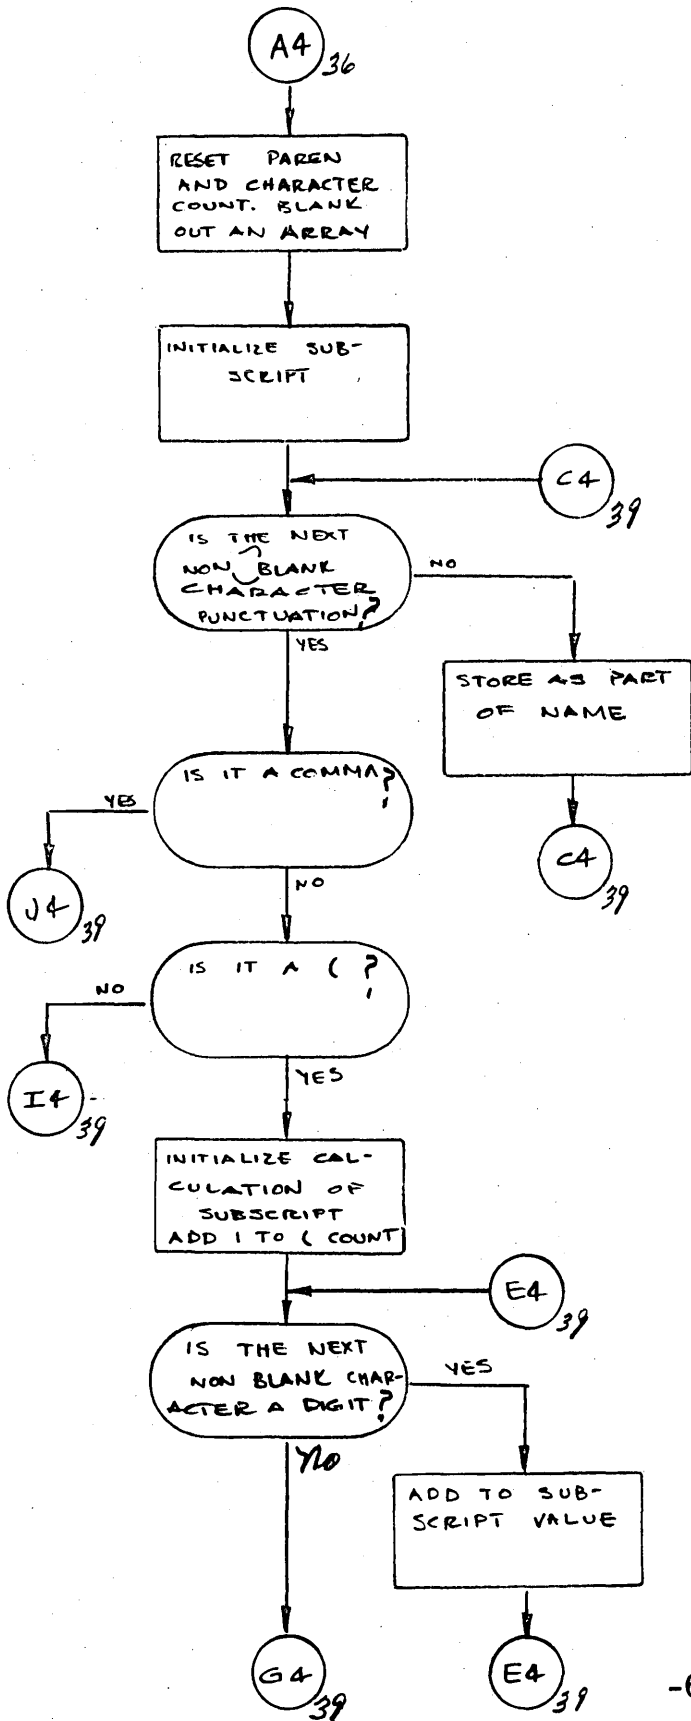 A4
36
RESET PAREN
AND CHARACTER
COUNT. BLANK
OUT AN ARRAY
INITIALIZE SUB-
SCRIPT
C4
39
IS THE NEXT
NON BLANK
CHARACTER
PUNCTUATION?
NO
YES
STORE AS PART
OF NAME
C4
39
IS IT A COMMA?
YES
J4
39
NO
IS IT A ( ?
NO
I4
39
YES
INITIALIZE CAL-
CULATION OF
SUBSCRIPT
ADD 1 TO ( COUNT
E4
39
IS THE NEXT
NON BLANK CHAR-
ACTER A DIGIT?
YES
NO
ADD TO SUB-
SCRIPT VALUE
G4
39
E4
39